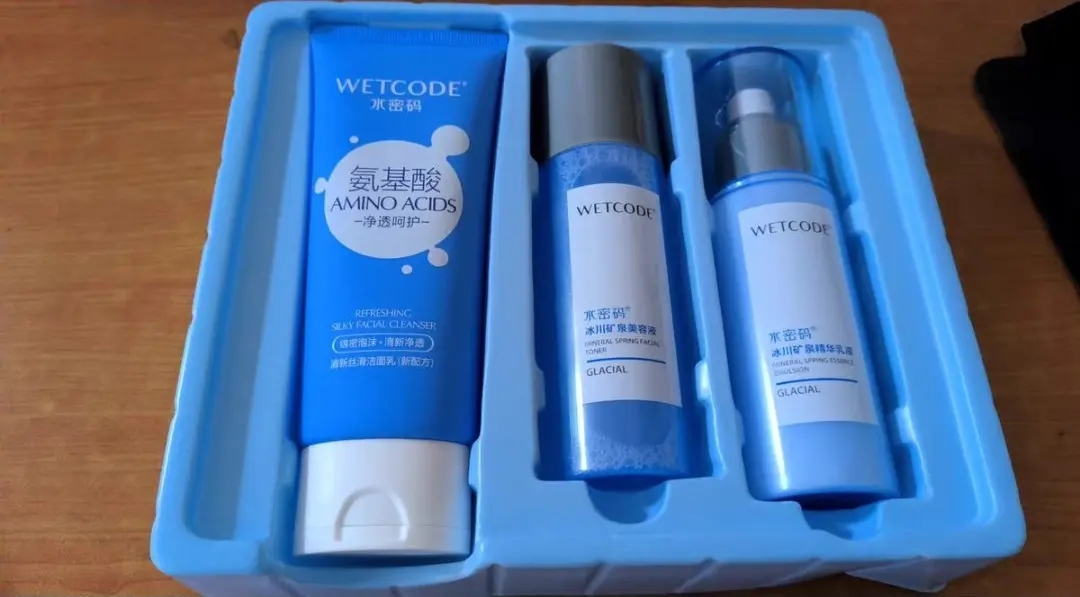 WETCODE®
水密码
氨基酸
AMINO ACIDS
–净透呵护–
REFRESHING
SILKY FACIAL CLEANSER
绵密泡沫·清新净透
清新丝滑洁面乳(新配方)
WETCODE®
水密码®
冰川矿泉美容液
MINERAL SPRING FACIAL
TONER
GLACIAL
WETCODE®
水密码®
冰川矿泉精华乳液
MINERAL SPRING ESSENCE
EMULSION
GLACIAL